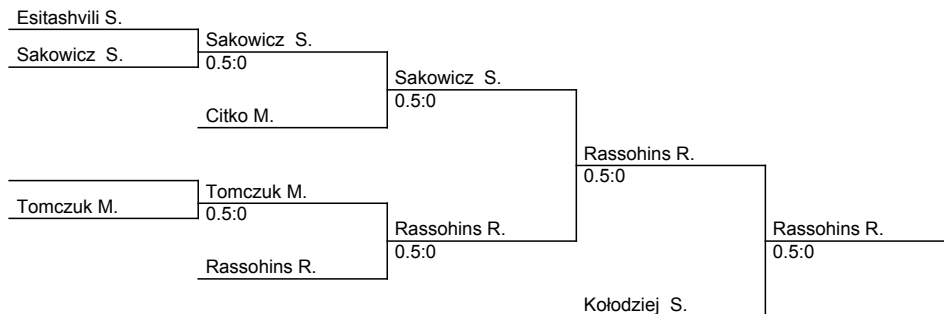 Esitashvili S.
Sakowicz S.
Sakowicz S.
0.5:0
Sakowicz S.
0.5:0
Citko M.
Rassohins R.
0.5:0
Tomczuk M.
Tomczuk M.
0.5:0
Rassohins R.
0.5:0
Rassohins R.
0.5:0
Rassohins R.
Kołodziej S.